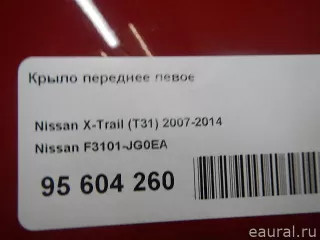 Крыло переднее левое
Nissan X-Trail (T31) 2007-2014
Nissan F3101-JG0EA
95 604 260
eaural.ru